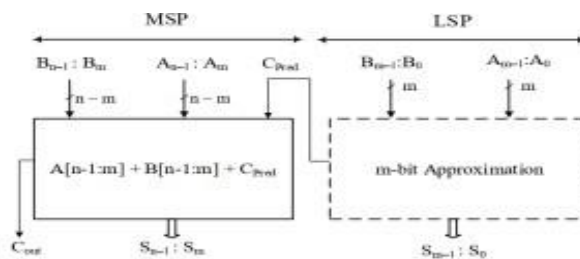 MSP
LSP
Bn−1 : Bm
An−1 : Am
CPred
Bm−1:B0
Am−1:A0
n−m
n−m
m
m
A[n-1:m] + B[n-1:m] + CPred
m-bit Approximation
Cout
Sn−1 : Sm
Sm−1 : S0